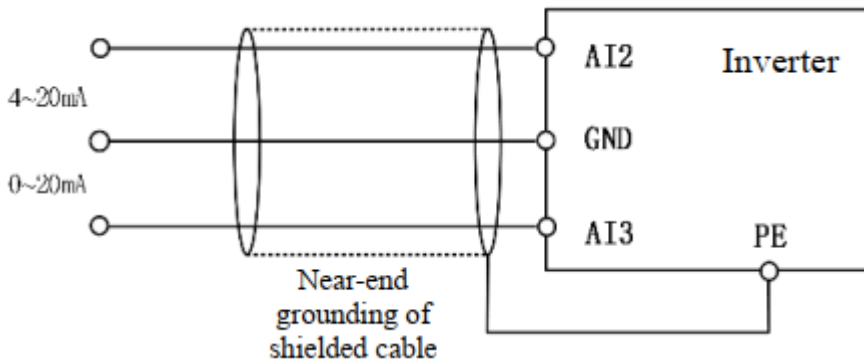 AI2
Inverter
4~20mA
GND
0~20mA
AI3
PE
Near-end
grounding of
shielded cable